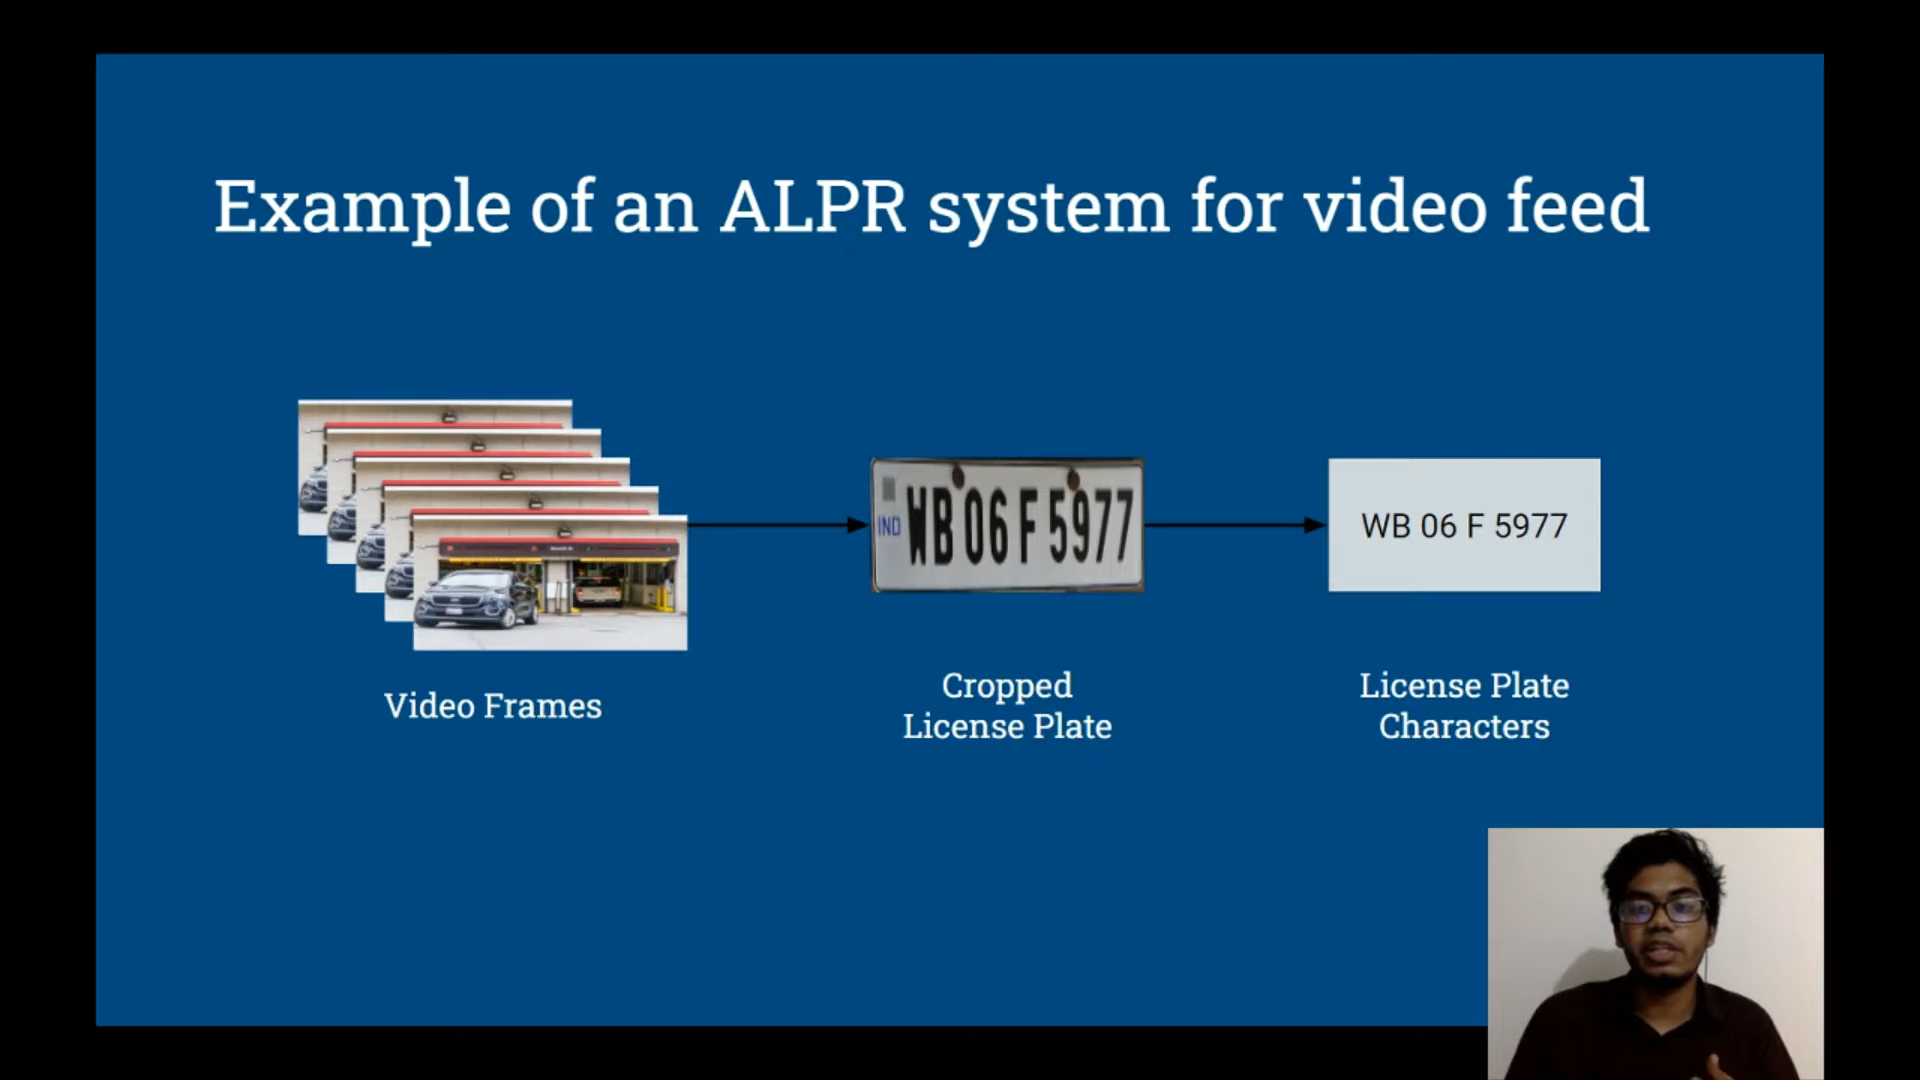 Example of an ALPR system for video feed
IND
WB 06 F 5977
WB 06 F 5977
Video Frames
Cropped
License Plate
License Plate
Characters